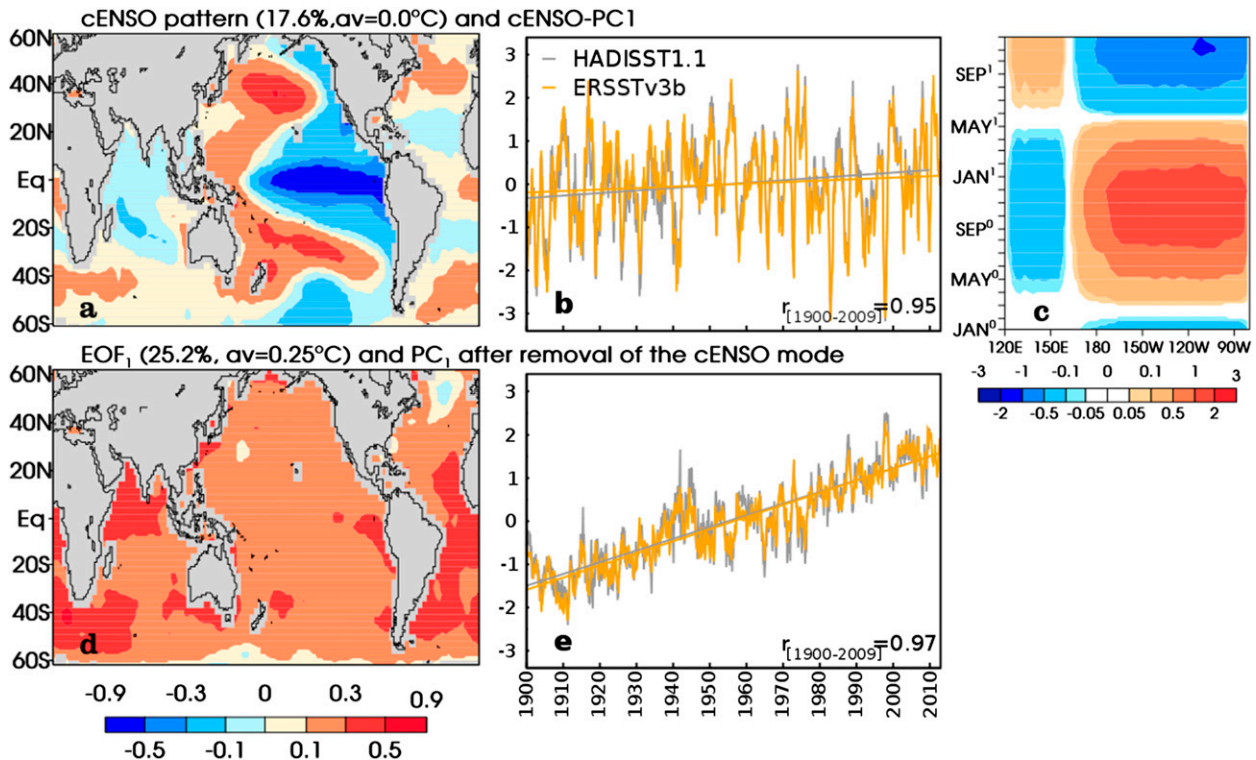 cENSO pattern (17.6%,av=0.0°C) and cENSO-PC1
60N
40N
20N
Eq
20S
40S
60S
a
3
2
1
0
-1
-2
-3
HADISST1.1
ERSSTv3b
b
r[1900-2009]=0.95
SEP¹
MAY¹
JAN¹
SEP⁰
MAY⁰
JAN⁰
c
120E 150E 180 150W 120W 90W
-3 -1 -0.1 0 0.1 1 3
-2 -0.5 -0.05 0.05 0.5 2
EOF₁ (25.2%, av=0.25°C) and PC₁ after removal of the cENSO mode
60N
40N
20N
Eq
20S
40S
60S
d
-0.9 -0.3 0 0.3 0.9
-0.5 -0.1 0.1 0.5
3
2
1
0
-1
-2
-3
e
r[1900-2009]=0.97
1900 1910 1920 1930 1940 1950 1960 1970 1980 1990 2000 2010